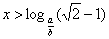 x > log_{a/b}(√2 − 1)